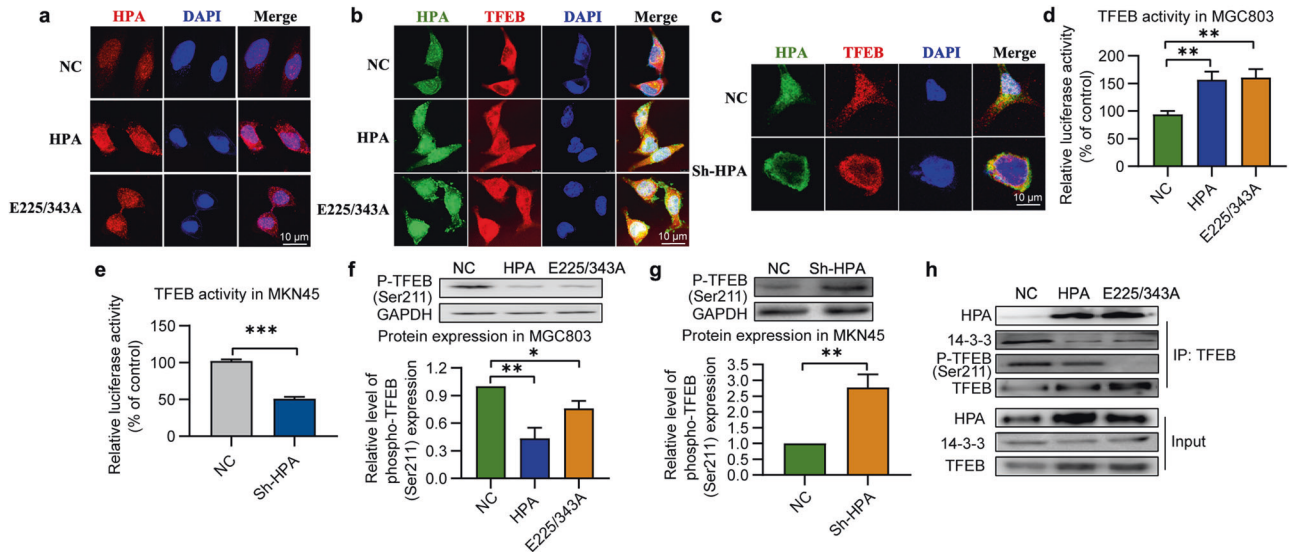 a
HPA DAPI Merge
NC
HPA
E225/343A
10 µm
b
HPA TFEB DAPI Merge
NC
HPA
E225/343A
10 µm
c
HPA TFEB DAPI Merge
NC
Sh-HPA
10 µm
d
TFEB activity in MGC803
Relative luciferase activity
(% of control)
200
150
100
50
0
**
**
NC
HPA
E225/343A
e
TFEB activity in MKN45
Relative luciferase activity
(% of control)
150
100
50
0
***
NC
Sh-HPA
f
NC HPA E225/343A
P-TFEB
(Ser211)
GAPDH
Protein expression in MGC803
Relative level of
phospho-TFEB
(Ser211) expression
1.2
0.9
0.6
0.3
0.0
*
**
NC
HPA
E225/343A
g
NC Sh-HPA
P-TFEB
(Ser211)
GAPDH
Protein expression in MKN45
Relative level of
phospho-TFEB
(Ser211) expression
3.5
3.0
2.5
2.0
1.5
1.0
0.5
0.0
**
NC
Sh-HPA
h
NC HPA E225/343A
HPA
14-3-3
P-TFEB
(Ser211)
TFEB
IP: TFEB
HPA
14-3-3
TFEB
Input